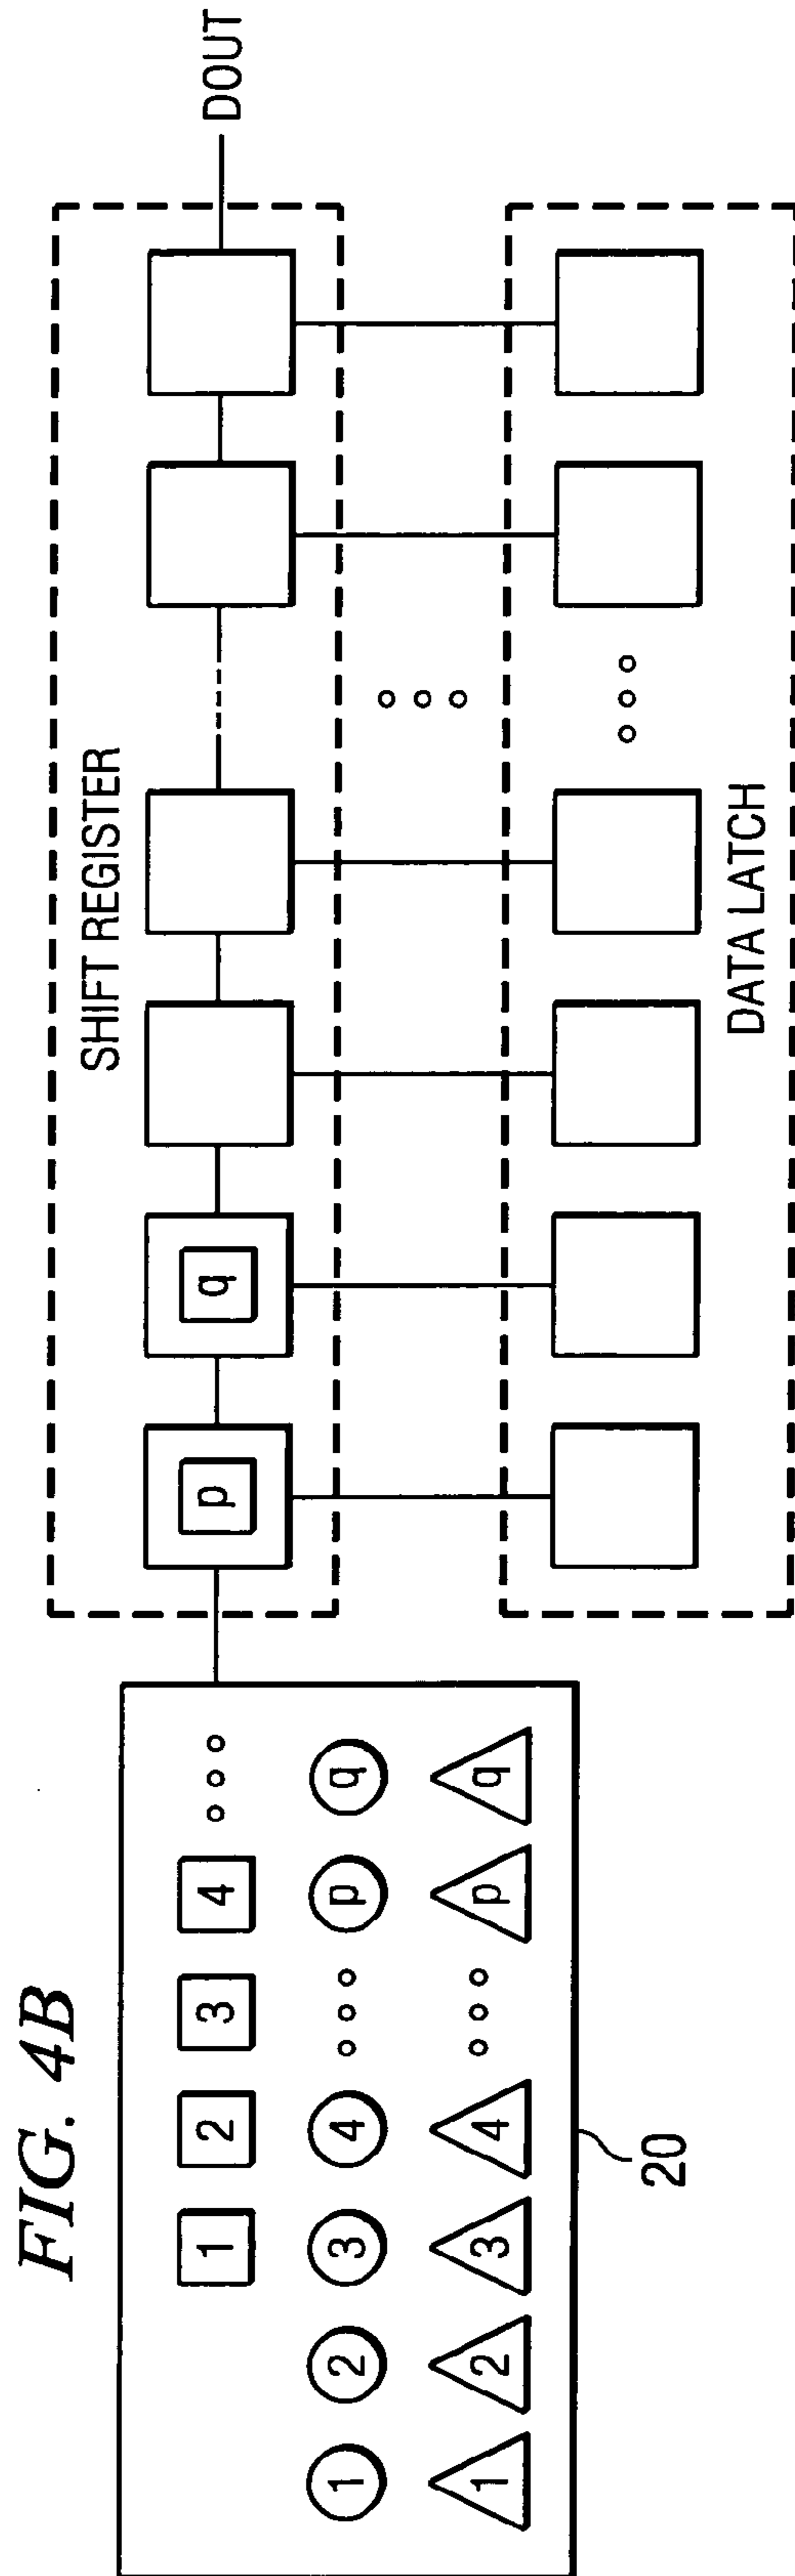 FIG. 4B
1 2 3 4
1 2 3 4 p q
1 2 3 4 p q
20
SHIFT REGISTER
p q
DATA LATCH
DOUT